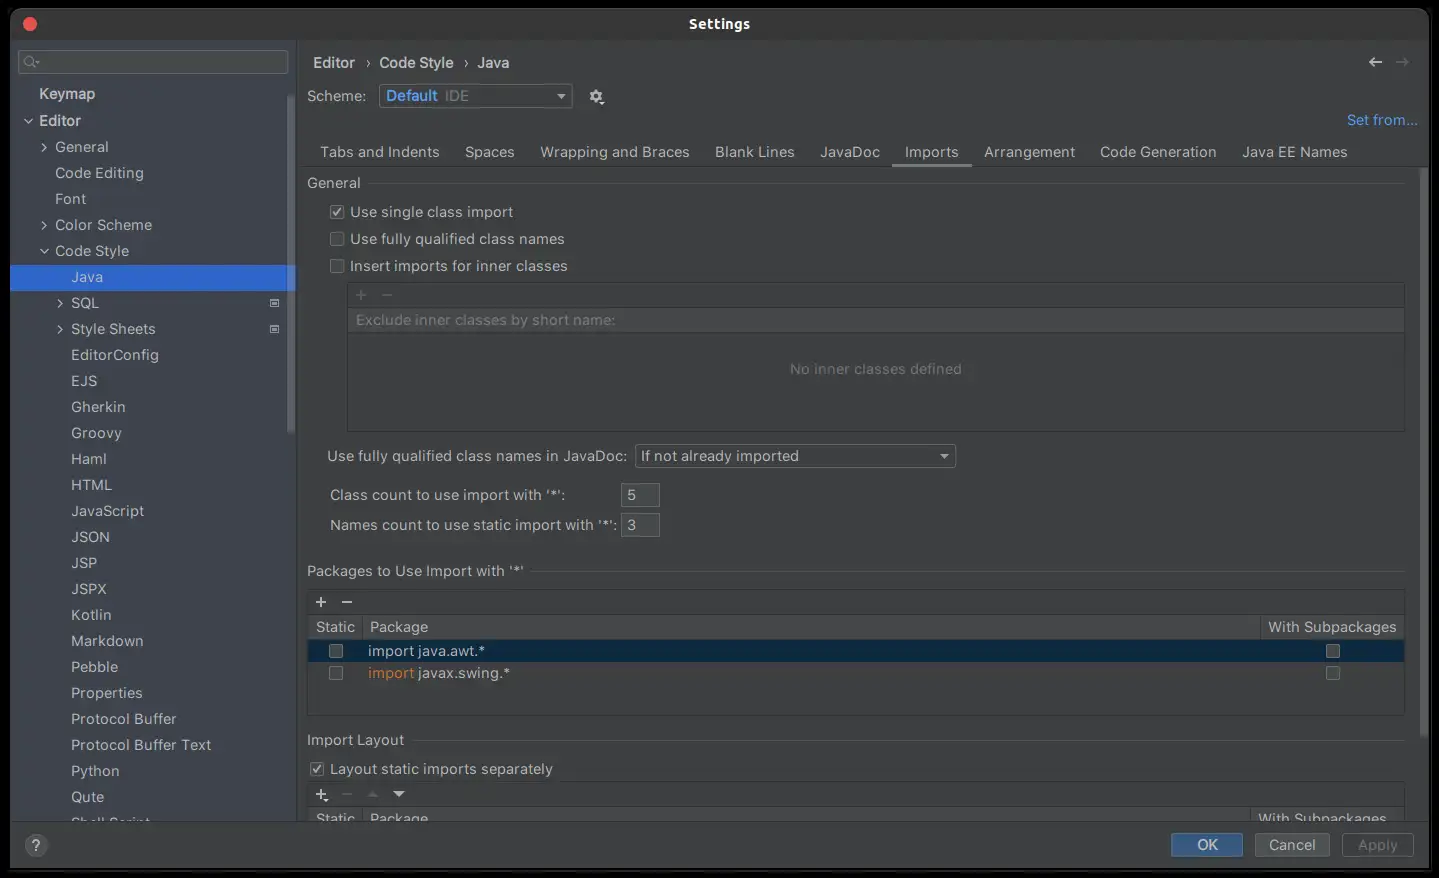 Settings
Keymap
Editor
General
Code Editing
Font
Color Scheme
Code Style
Java
SQL
Style Sheets
EditorConfig
EJS
Gherkin
Groovy
Haml
HTML
JavaScript
JSON
JSP
JSPX
Kotlin
Markdown
Pebble
Properties
Protocol Buffer
Protocol Buffer Text
Python
Qute
Shell Script
Editor › Code Style › Java
Scheme: Default IDE
Set from...
Tabs and Indents Spaces Wrapping and Braces Blank Lines JavaDoc Imports Arrangement Code Generation Java EE Names
General
Use single class import
Use fully qualified class names
Insert imports for inner classes
Exclude inner classes by short name:
No inner classes defined
Use fully qualified class names in JavaDoc: If not already imported
Class count to use import with '*': 5
Names count to use static import with '*': 3
Packages to Use Import with '*'
Static Package With Subpackages
import java.awt.*
import javax.swing.*
Import Layout
Layout static imports separately
Static Package With Subpackages
? OK Cancel Apply